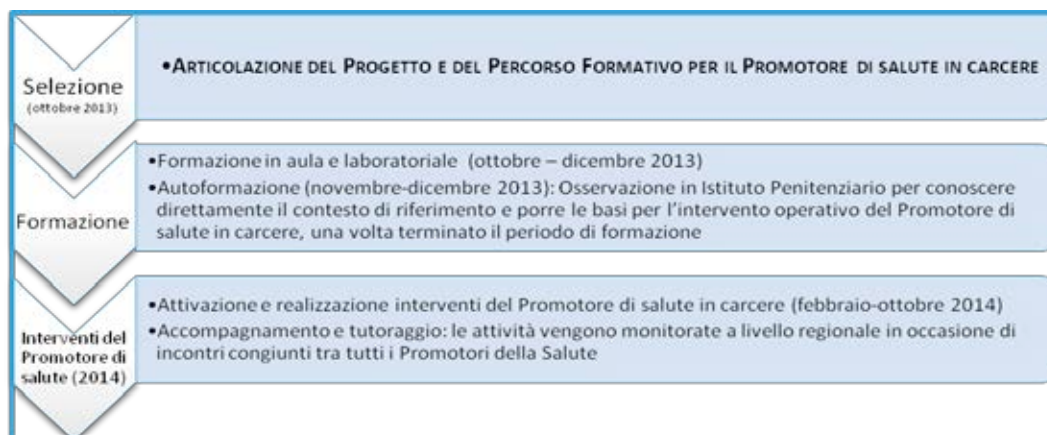 Selezione
(ottobre 2013)
•ARTICOLAZIONE DEL PROGETTO E DEL PERCORSO FORMATIVO PER IL PROMOTORE DI SALUTE IN CARCERE
Formazione
•Formazione in aula e laboratoriale (ottobre – dicembre 2013)
•Autoformazione (novembre-dicembre 2013): Osservazione in Istituto Penitenziario per conoscere
direttamente il contesto di riferimento e porre le basi per l'intervento operativo del Promotore di
salute in carcere, una volta terminato il periodo di formazione
Interventi del
Promotore di
salute (2014)
•Attivazione e realizzazione interventi del Promotore di salute in carcere (febbraio-ottobre 2014)
•Accompagnamento e tutoraggio: le attività vengono monitorate a livello regionale in occasione di
incontri congiunti tra tutti i Promotori della Salute